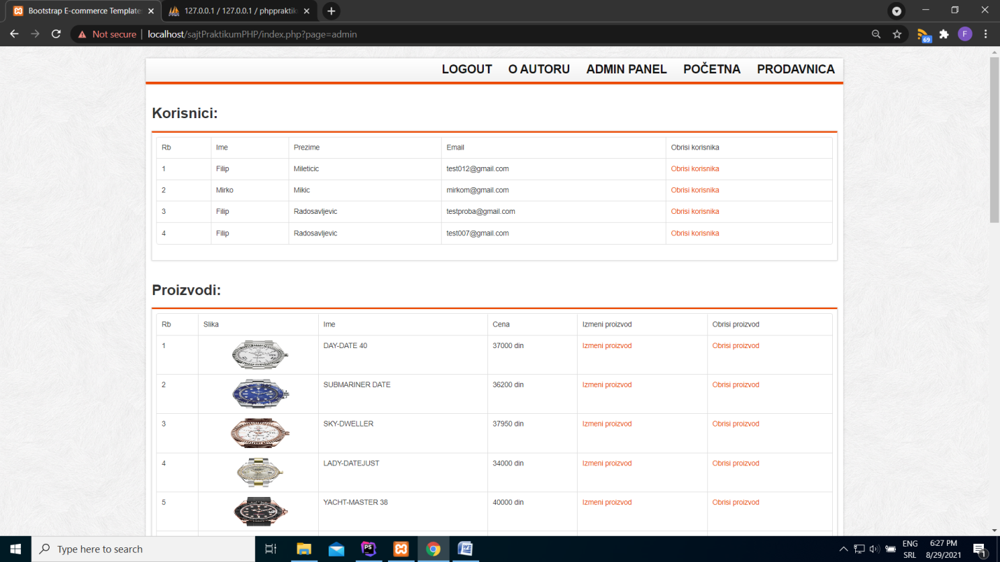 Bootstrap E-commerce Templates
127.0.0.1 / 127.0.0.1 / phppraktik
Not secure | localhost/sajtPraktikumPHP/index.php?page=admin
69
F
LOGOUT O AUTORU ADMIN PANEL POČETNA PRODAVNICA
Korisnici:
Rb Ime Prezime Email Obrisi korisnika
1 Filip Mileticic test012@gmail.com Obrisi korisnika
2 Mirko Mikic mirkom@gmail.com Obrisi korisnika
3 Filip Radosavljevic testproba@gmail.com Obrisi korisnika
4 Filip Radosavljevic test007@gmail.com Obrisi korisnika
Proizvodi:
Rb Slika Ime Cena Izmeni proizvod Obrisi proizvod
1 DAY-DATE 40 37000 din Izmeni proizvod Obrisi proizvod
2 SUBMARINER DATE 36200 din Izmeni proizvod Obrisi proizvod
3 SKY-DWELLER 37950 din Izmeni proizvod Obrisi proizvod
4 LADY-DATEJUST 34000 din Izmeni proizvod Obrisi proizvod
5 YACHT-MASTER 38 40000 din Izmeni proizvod Obrisi proizvod
Type here to search
PS
ENG
SRL
6:27 PM
8/29/2021
1